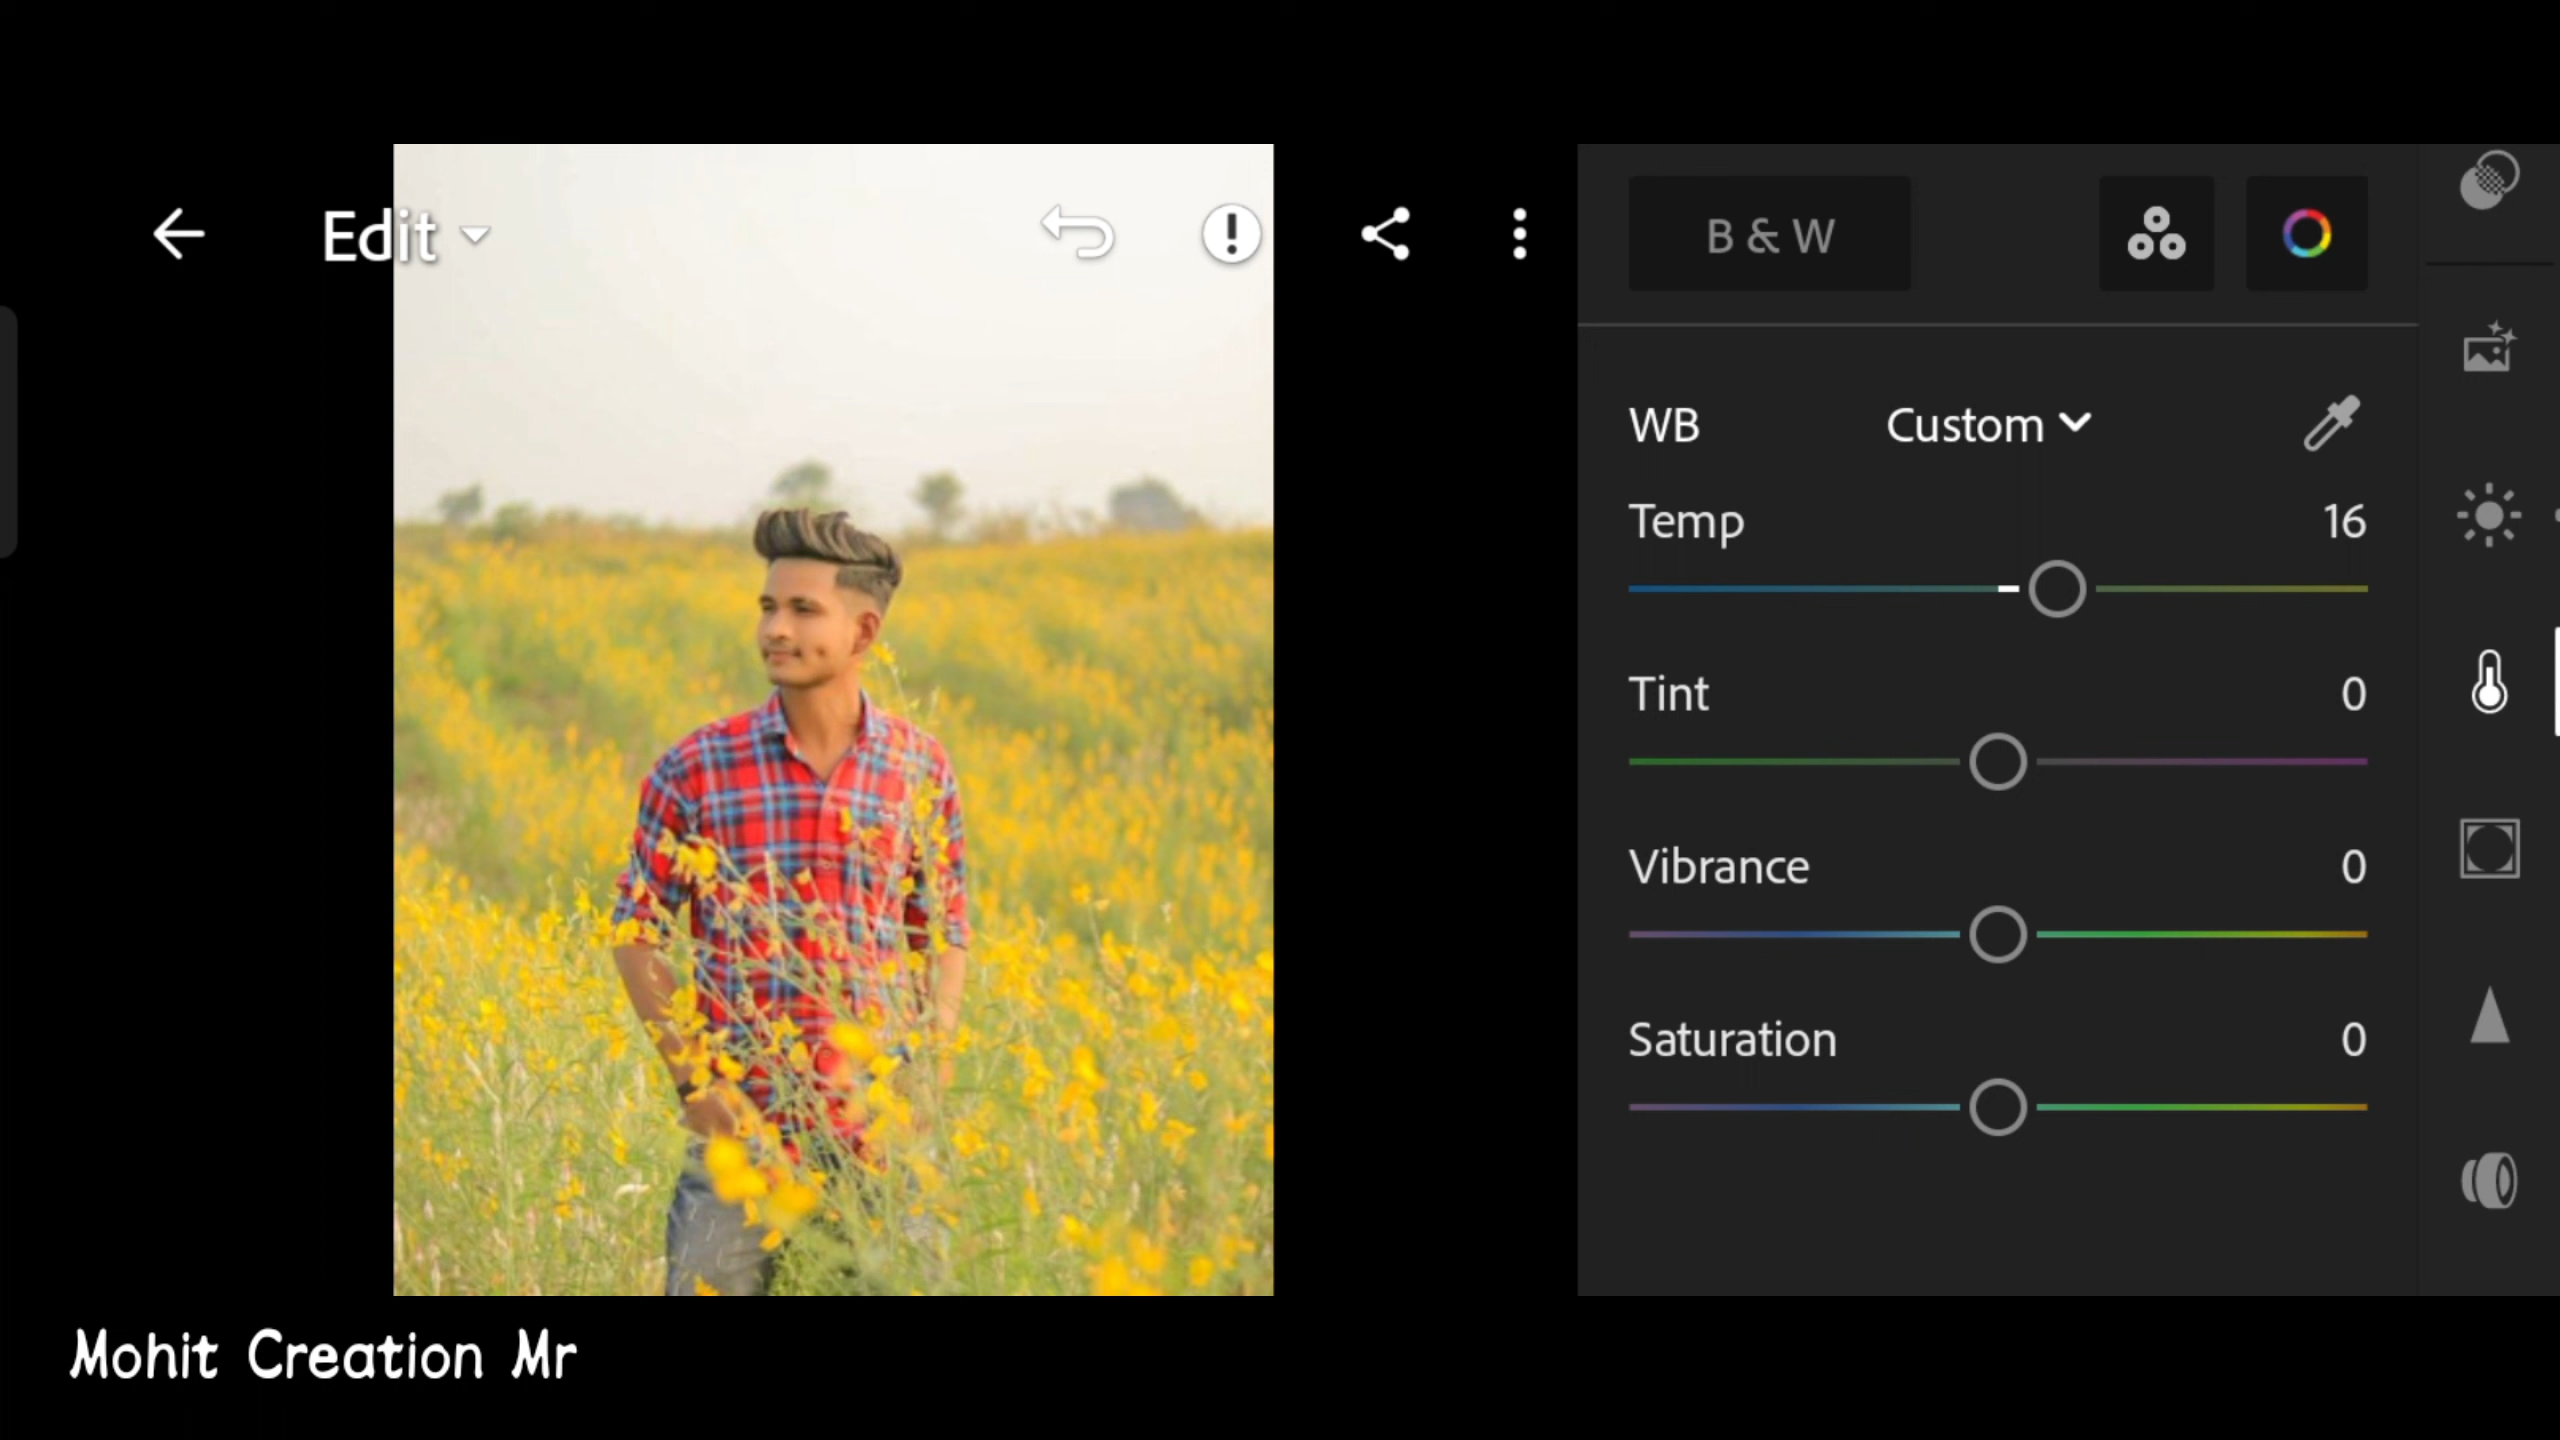 Edit
B & W
WB Custom
Temp 16
Tint 0
Vibrance 0
Saturation 0
Mohit Creation Mr